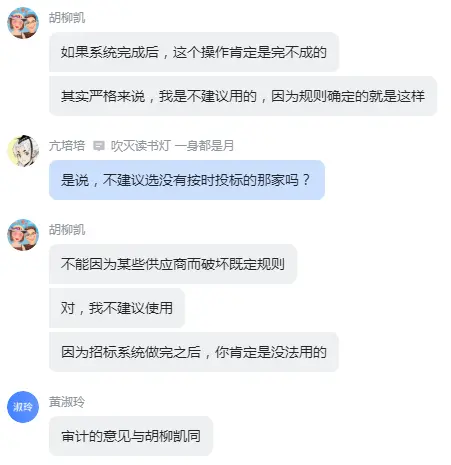 胡柳凯
如果系统完成后，这个操作肯定是完不成的
其实严格来说，我是不建议用的，因为规则确定的就是这样
亢培培 吹灭读书灯 一身都是月
是说，不建议选没有按时投标的那家吗？
胡柳凯
不能因为某些供应商而破坏既定规则
对，我不建议使用
因为招标系统做完之后，你肯定是没法用的
淑玲
黄淑玲
审计的意见与胡柳凯同